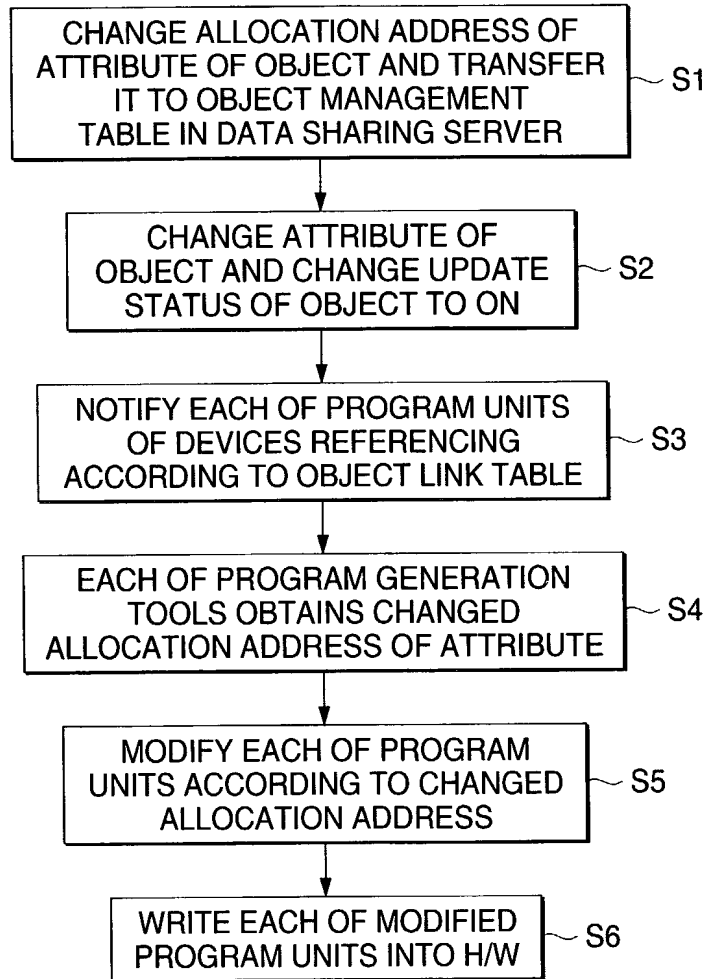 CHANGE ALLOCATION ADDRESS OF
ATTRIBUTE OF OBJECT AND TRANSFER
IT TO OBJECT MANAGEMENT
TABLE IN DATA SHARING SERVER
S1
CHANGE ATTRIBUTE OF
OBJECT AND CHANGE UPDATE
STATUS OF OBJECT TO ON
S2
NOTIFY EACH OF PROGRAM UNITS
OF DEVICES REFERENCING
ACCORDING TO OBJECT LINK TABLE
S3
EACH OF PROGRAM GENERATION
TOOLS OBTAINS CHANGED
ALLOCATION ADDRESS OF ATTRIBUTE
S4
MODIFY EACH OF PROGRAM
UNITS ACCORDING TO CHANGED
ALLOCATION ADDRESS
S5
WRITE EACH OF MODIFIED
PROGRAM UNITS INTO H/W
S6